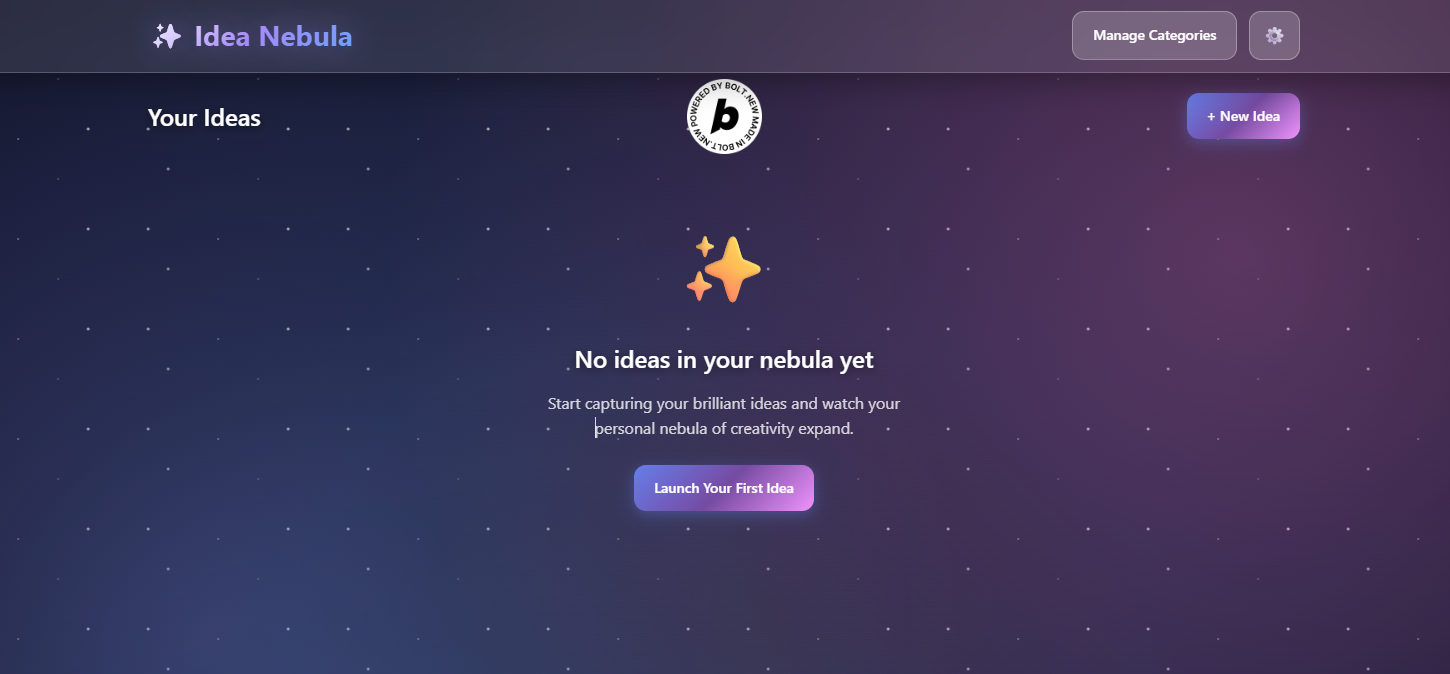 Idea Nebula
Manage Categories
Your Ideas
POWERED BY BOLT.NEW MADE IN BOLT.NEW
b
+ New Idea
No ideas in your nebula yet
Start capturing your brilliant ideas and watch your
personal nebula of creativity expand.
Launch Your First Idea